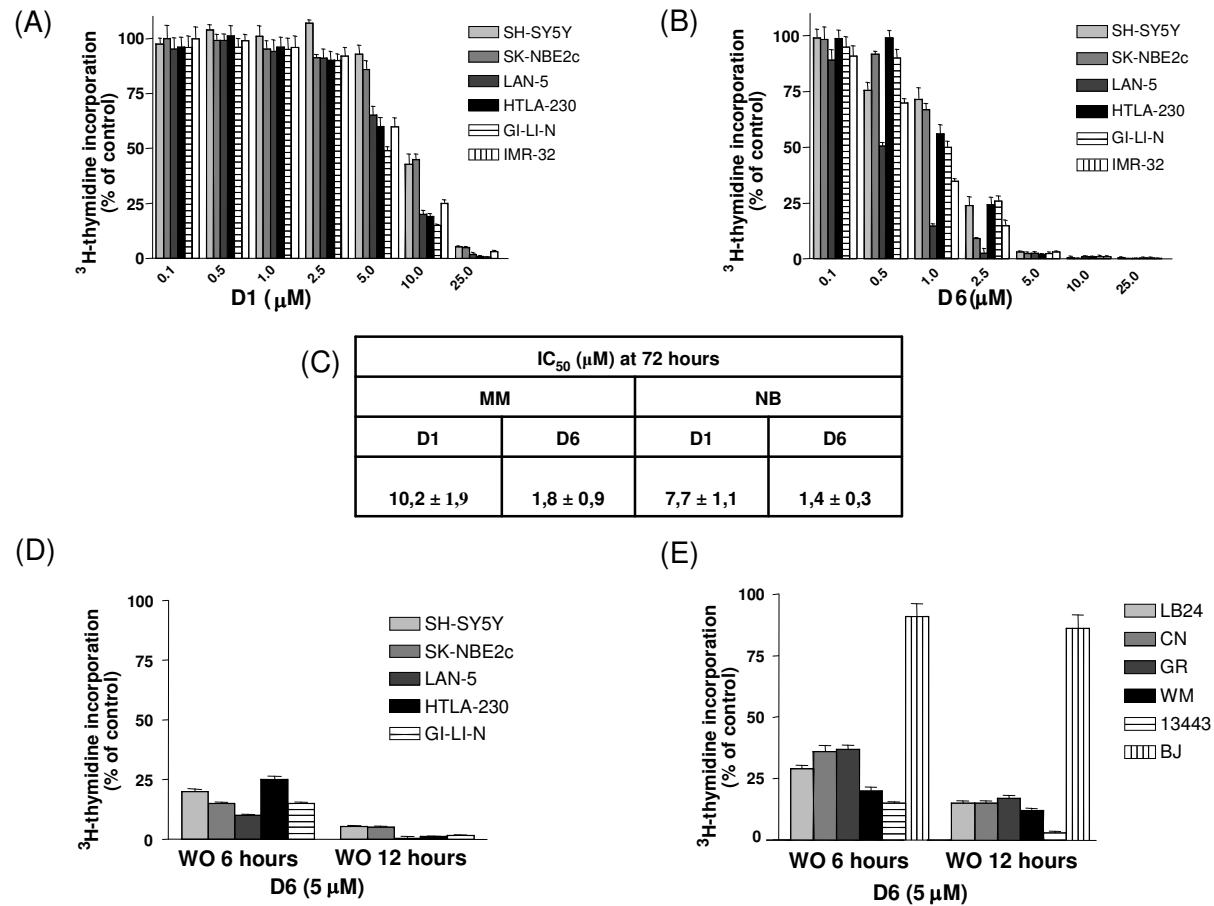 (A)
³H-thymidine incorporation
(% of control)
100
75
50
25
0
0.1 0.5 1.0 2.5 5.0 10.0 25.0
D1 (μM)
SH-SY5Y
SK-NBE2c
LAN-5
HTLA-230
GI-LI-N
IMR-32
(B)
³H-thymidine incorporation
(% of control)
100
75
50
25
0
0.1 0.5 1.0 2.5 5.0 10.0 25.0
D6(μM)
SH-SY5Y
SK-NBE2c
LAN-5
HTLA-230
GI-LI-N
IMR-32
(C)
IC₅₀ (μM) at 72 hours
MM NB
D1 D6 D1 D6
10,2 ± 1,9 1,8 ± 0,9 7,7 ± 1,1 1,4 ± 0,3
(D)
³H-thymidine incorporation
(% of control)
100
75
50
25
0
WO 6 hours WO 12 hours
D6 (5 μM)
SH-SY5Y
SK-NBE2c
LAN-5
HTLA-230
GI-LI-N
(E)
³H-thymidine incorporation
(% of control)
100
75
50
25
0
WO 6 hours WO 12 hours
D6 (5 μM)
LB24
CN
GR
WM
13443
BJ